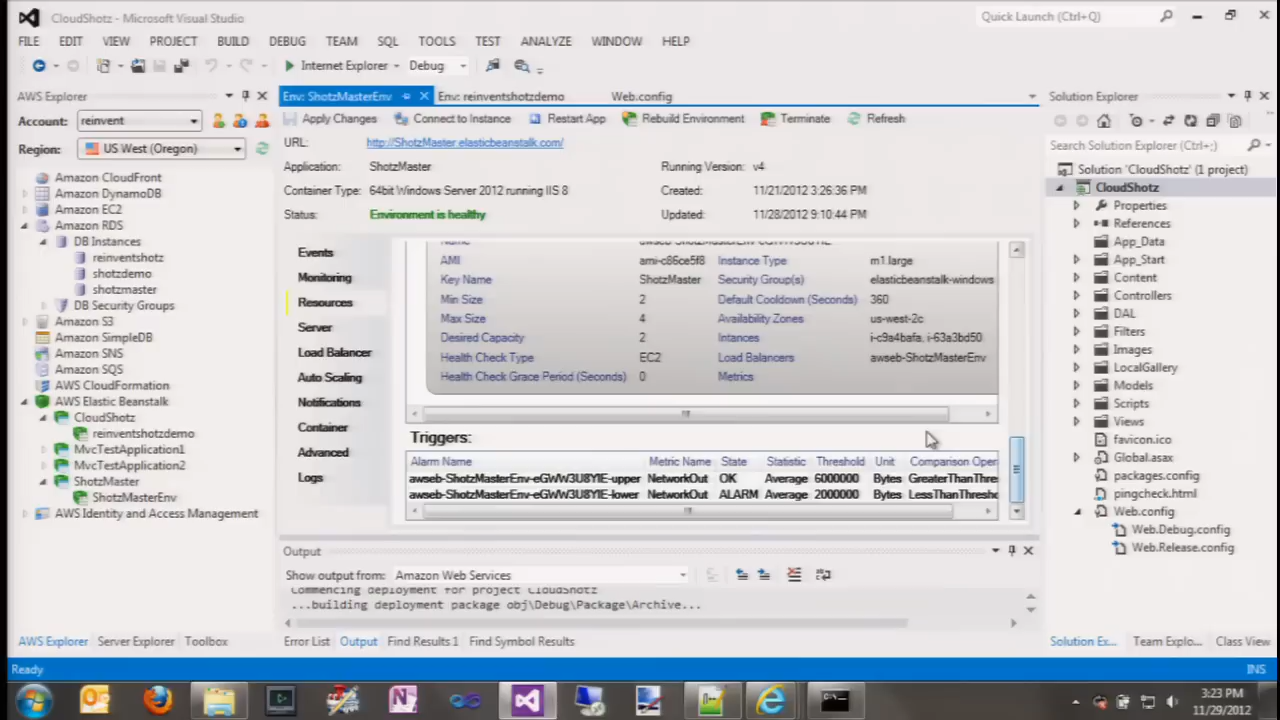 CloudShotz - Microsoft Visual Studio
Quick Launch (Ctrl+Q)
FILE EDIT VIEW PROJECT BUILD DEBUG TEAM SQL TOOLS TEST ANALYZE WINDOW HELP
Internet Explorer Debug
AWS Explorer
Account: reinvent
Region: US West (Oregon)
Amazon CloudFront
Amazon DynamoDB
Amazon EC2
Amazon RDS
DB Instances
reinventshotz
shotzdemo
shotzmaster
DB Security Groups
Amazon S3
Amazon SimpleDB
Amazon SNS
Amazon SQS
AWS CloudFormation
AWS Elastic Beanstalk
CloudShotz
reinventshotzdemo
MvcTestApplication1
MvcTestApplication2
ShotzMaster
ShotzMasterEnv
AWS Identity and Access Management
AWS Explorer Server Explorer Toolbox
Env: ShotzMasterEnv Env: reinventshotzdemo Web.config
Apply Changes Connect to Instance Restart App Rebuild Environment Terminate Refresh
URL: http://ShotzMaster.elasticbeanstalk.com/
Application: ShotzMaster Running Version: v4
Container Type: 64bit Windows Server 2012 running IIS 8 Created: 11/21/2012 3:26:36 PM
Status: Environment is healthy Updated: 11/28/2012 9:10:44 PM
Events
Monitoring
Resources
Server
Load Balancer
Auto Scaling
Notifications
Container
Advanced
Logs
Name
AMI ami-c86ce5f8 Instance Type m1.large
Key Name ShotzMaster Security Group(s) elasticbeanstalk-windows
Min Size 2 Default Cooldown (Seconds) 360
Max Size 4 Availability Zones us-west-2c
Desired Capacity 2 Intances i-c9a4bafa, i-63a3bd50
Health Check Type EC2 Load Balancers awseb-ShotzMasterEnv
Health Check Grace Period (Seconds) 0 Metrics
Triggers:
Alarm Name Metric Name State Statistic Threshold Unit Comparison Oper
awseb-ShotzMasterEnv-eGWW3U8YIE-upper NetworkOut OK Average 6000000 Bytes GreaterThanThre
awseb-ShotzMasterEnv-eGWW3U8YIE-lower NetworkOut ALARM Average 2000000 Bytes LessThanThresho
Output
Show output from: Amazon Web Services
Commencing deployment for project CloudShotz
...building deployment package obj\Debug\Package\Archive...
Error List Output Find Results 1 Find Symbol Results
Solution Explorer
Search Solution Explorer (Ctrl+;)
Solution 'CloudShotz' (1 project)
CloudShotz
Properties
References
App_Data
App_Start
Content
Controllers
DAL
Filters
Images
LocalGallery
Models
Scripts
Views
favicon.ico
Global.asax
packages.config
pingcheck.html
Web.config
Web.Debug.config
Web.Release.config
Solution Ex... Team Explo... Class View
Ready INS
3:23 PM
11/29/2012